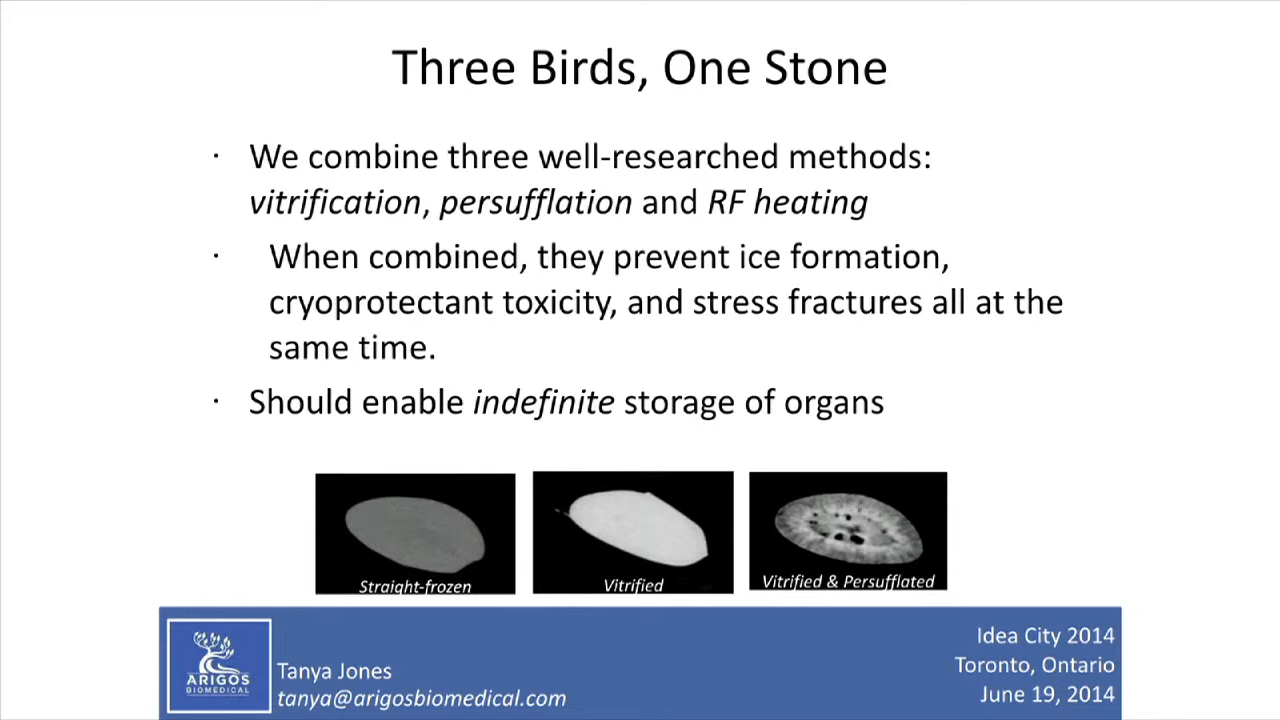 Three Birds, One Stone
· We combine three well-researched methods:
vitrification, persufflation and RF heating
· When combined, they prevent ice formation,
cryoprotectant toxicity, and stress fractures all at the
same time.
· Should enable indefinite storage of organs
Straight-frozen
Vitrified
Vitrified & Persufflated
ARIGOS
BIOMEDICAL
Tanya Jones
tanya@arigosbiomedical.com
Idea City 2014
Toronto, Ontario
June 19, 2014